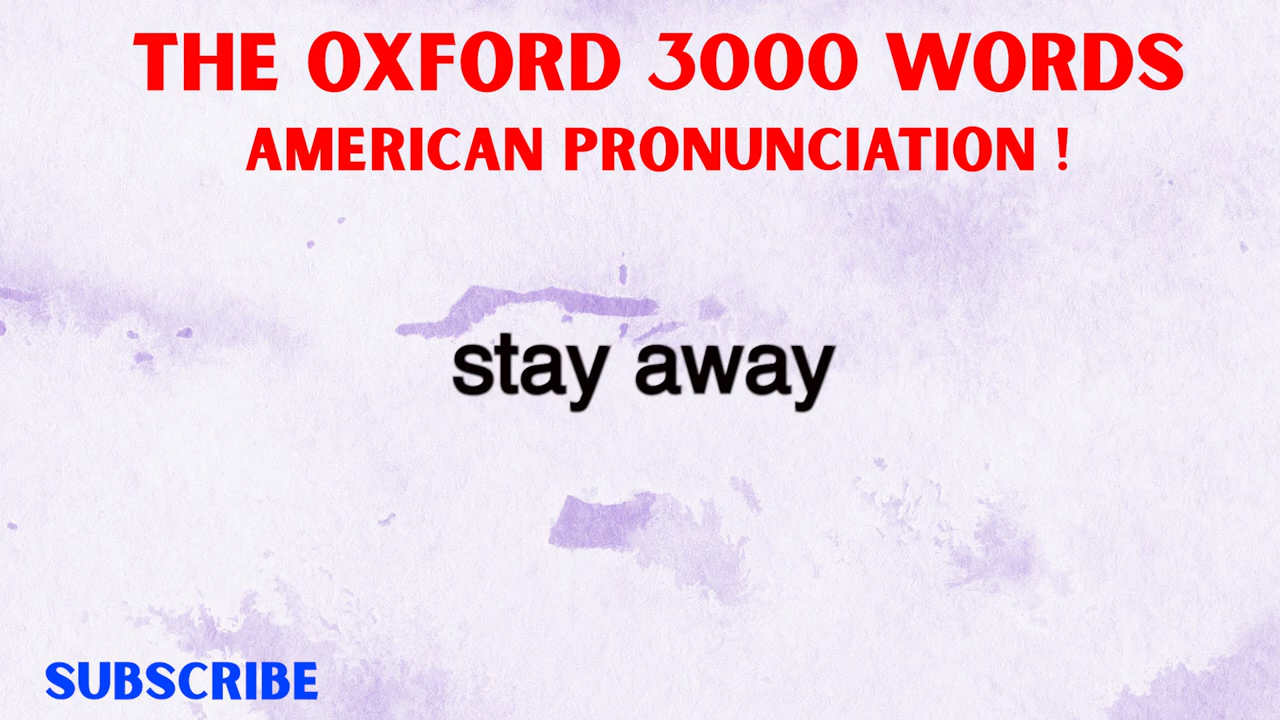 THE OXFORD 3000 WORDS
AMERICAN PRONUNCIATION !
stay away
SUBSCRIBE